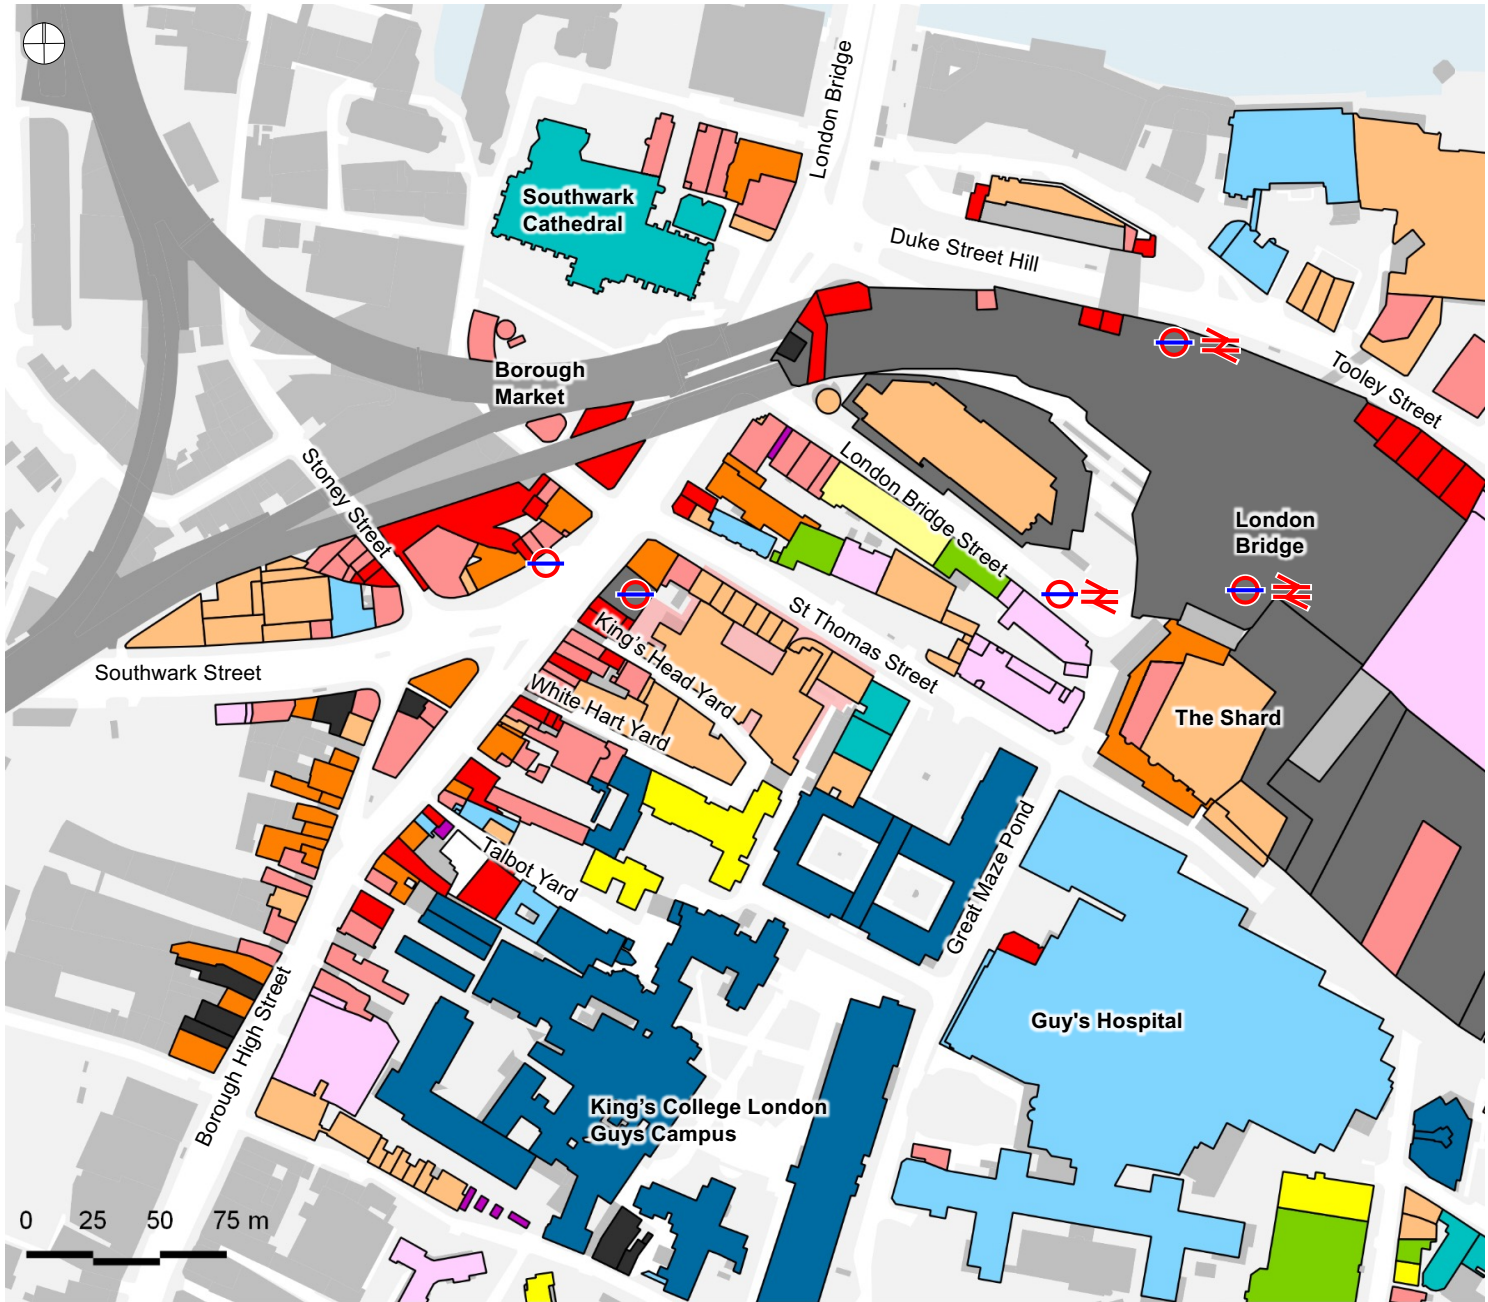 London Bridge
Southwark
Cathedral
Duke Street Hill
Tooley Street
Borough
Market
Stoney Street
London Bridge Street
London
Bridge
St Thomas Street
King's Head Yard
White Hart Yard
Southwark Street
The Shard
Talbot Yard
Great Maze Pond
Guy's Hospital
Borough High Street
King's College London
Guys Campus
0 25 50 75 m